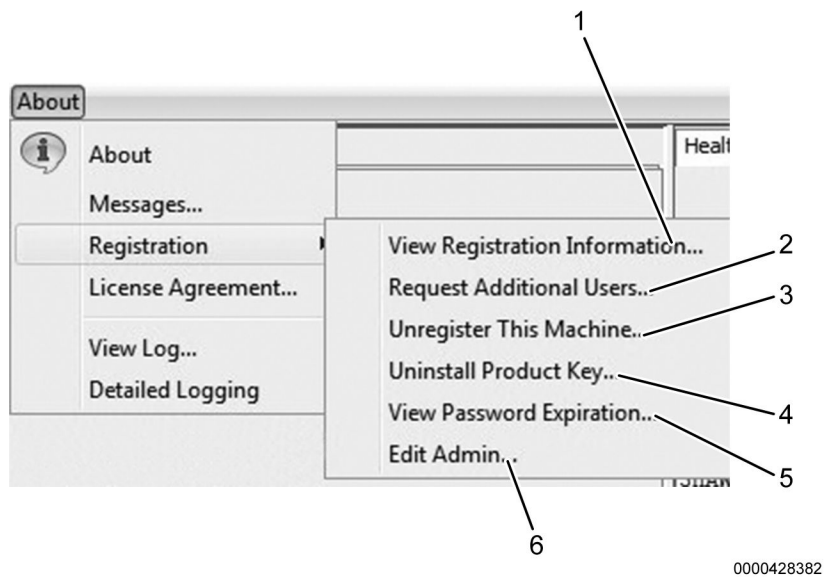 1
About
About
Healt
Messages...
Registration
View Registration Information...
2
License Agreement...
Request Additional Users...
3
Unregister This Machine...
View Log...
Uninstall Product Key...
Detailed Logging
View Password Expiration...
4
Edit Admin...
5
6
0000428382